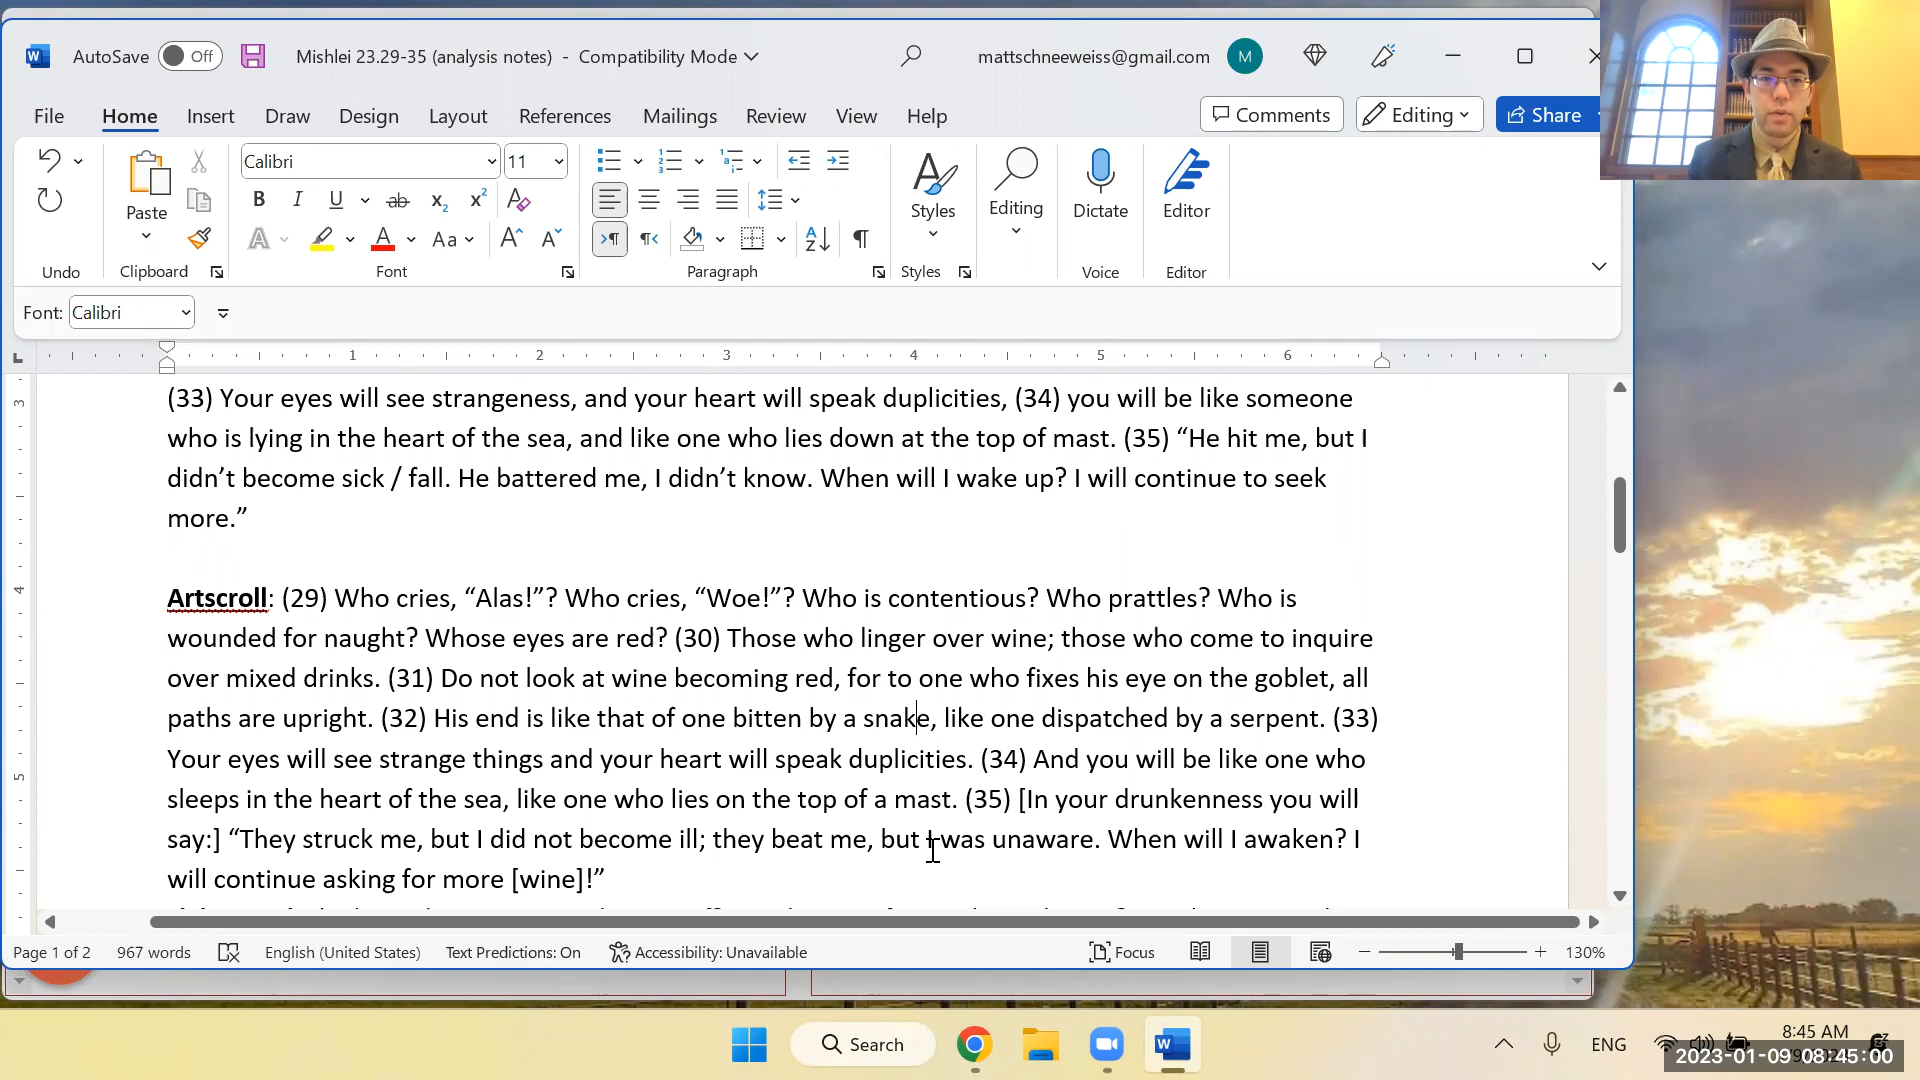 AutoSave Off Mishlei 23.29-35 (analysis notes) - Compatibility Mode mattschneeweiss@gmail.com M
File Home Insert Draw Design Layout References Mailings Review View Help Comments Editing Share
Calibri 11
Paste Styles Editing Dictate Editor
Undo Clipboard Font Paragraph Styles Voice Editor
Font: Calibri
1 2 3 4 5 6
(33) Your eyes will see strangeness, and your heart will speak duplicities, (34) you will be like someone
who is lying in the heart of the sea, and like one who lies down at the top of mast. (35) “He hit me, but I
didn’t become sick / fall. He battered me, I didn’t know. When will I wake up? I will continue to seek
more.”
Artscroll: (29) Who cries, “Alas!”? Who cries, “Woe!”? Who is contentious? Who prattles? Who is
wounded for naught? Whose eyes are red? (30) Those who linger over wine; those who come to inquire
over mixed drinks. (31) Do not look at wine becoming red, for to one who fixes his eye on the goblet, all
paths are upright. (32) His end is like that of one bitten by a snake, like one dispatched by a serpent. (33)
Your eyes will see strange things and your heart will speak duplicities. (34) And you will be like one who
sleeps in the heart of the sea, like one who lies on the top of a mast. (35) [In your drunkenness you will
say:] “They struck me, but I did not become ill; they beat me, but I was unaware. When will I awaken? I
will continue asking for more [wine]!”
Page 1 of 2 967 words English (United States) Text Predictions: On Accessibility: Unavailable Focus 130%
Search ENG 8:45 AM
2023-01-09 08:45:00